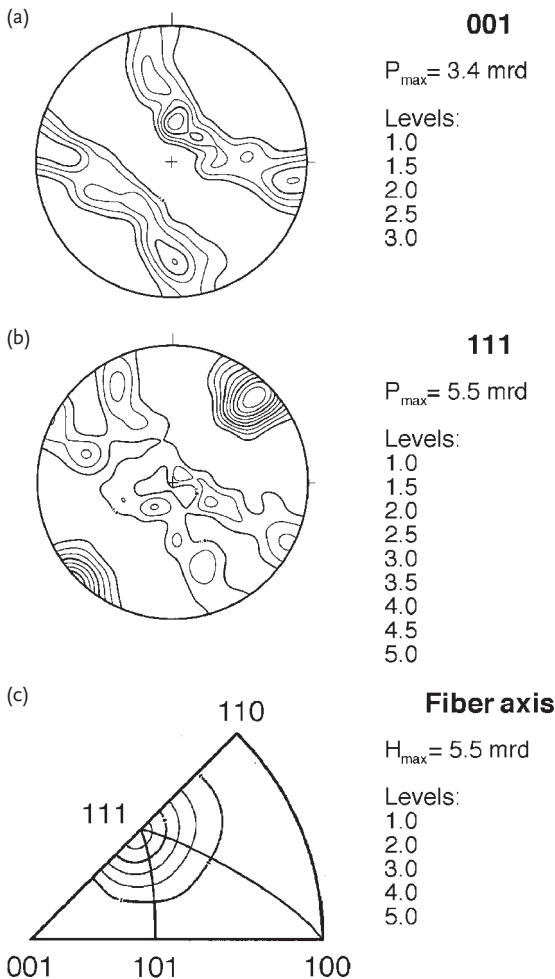 (a)
001
Pmax= 3.4 mrd
Levels:
1.0
1.5
2.0
2.5
3.0
(b)
111
Pmax= 5.5 mrd
Levels:
1.0
1.5
2.0
2.5
3.0
3.5
4.0
4.5
5.0
(c)
Fiber axis
110
Hmax= 5.5 mrd
Levels:
1.0
2.0
3.0
4.0
5.0
111
001 101 100